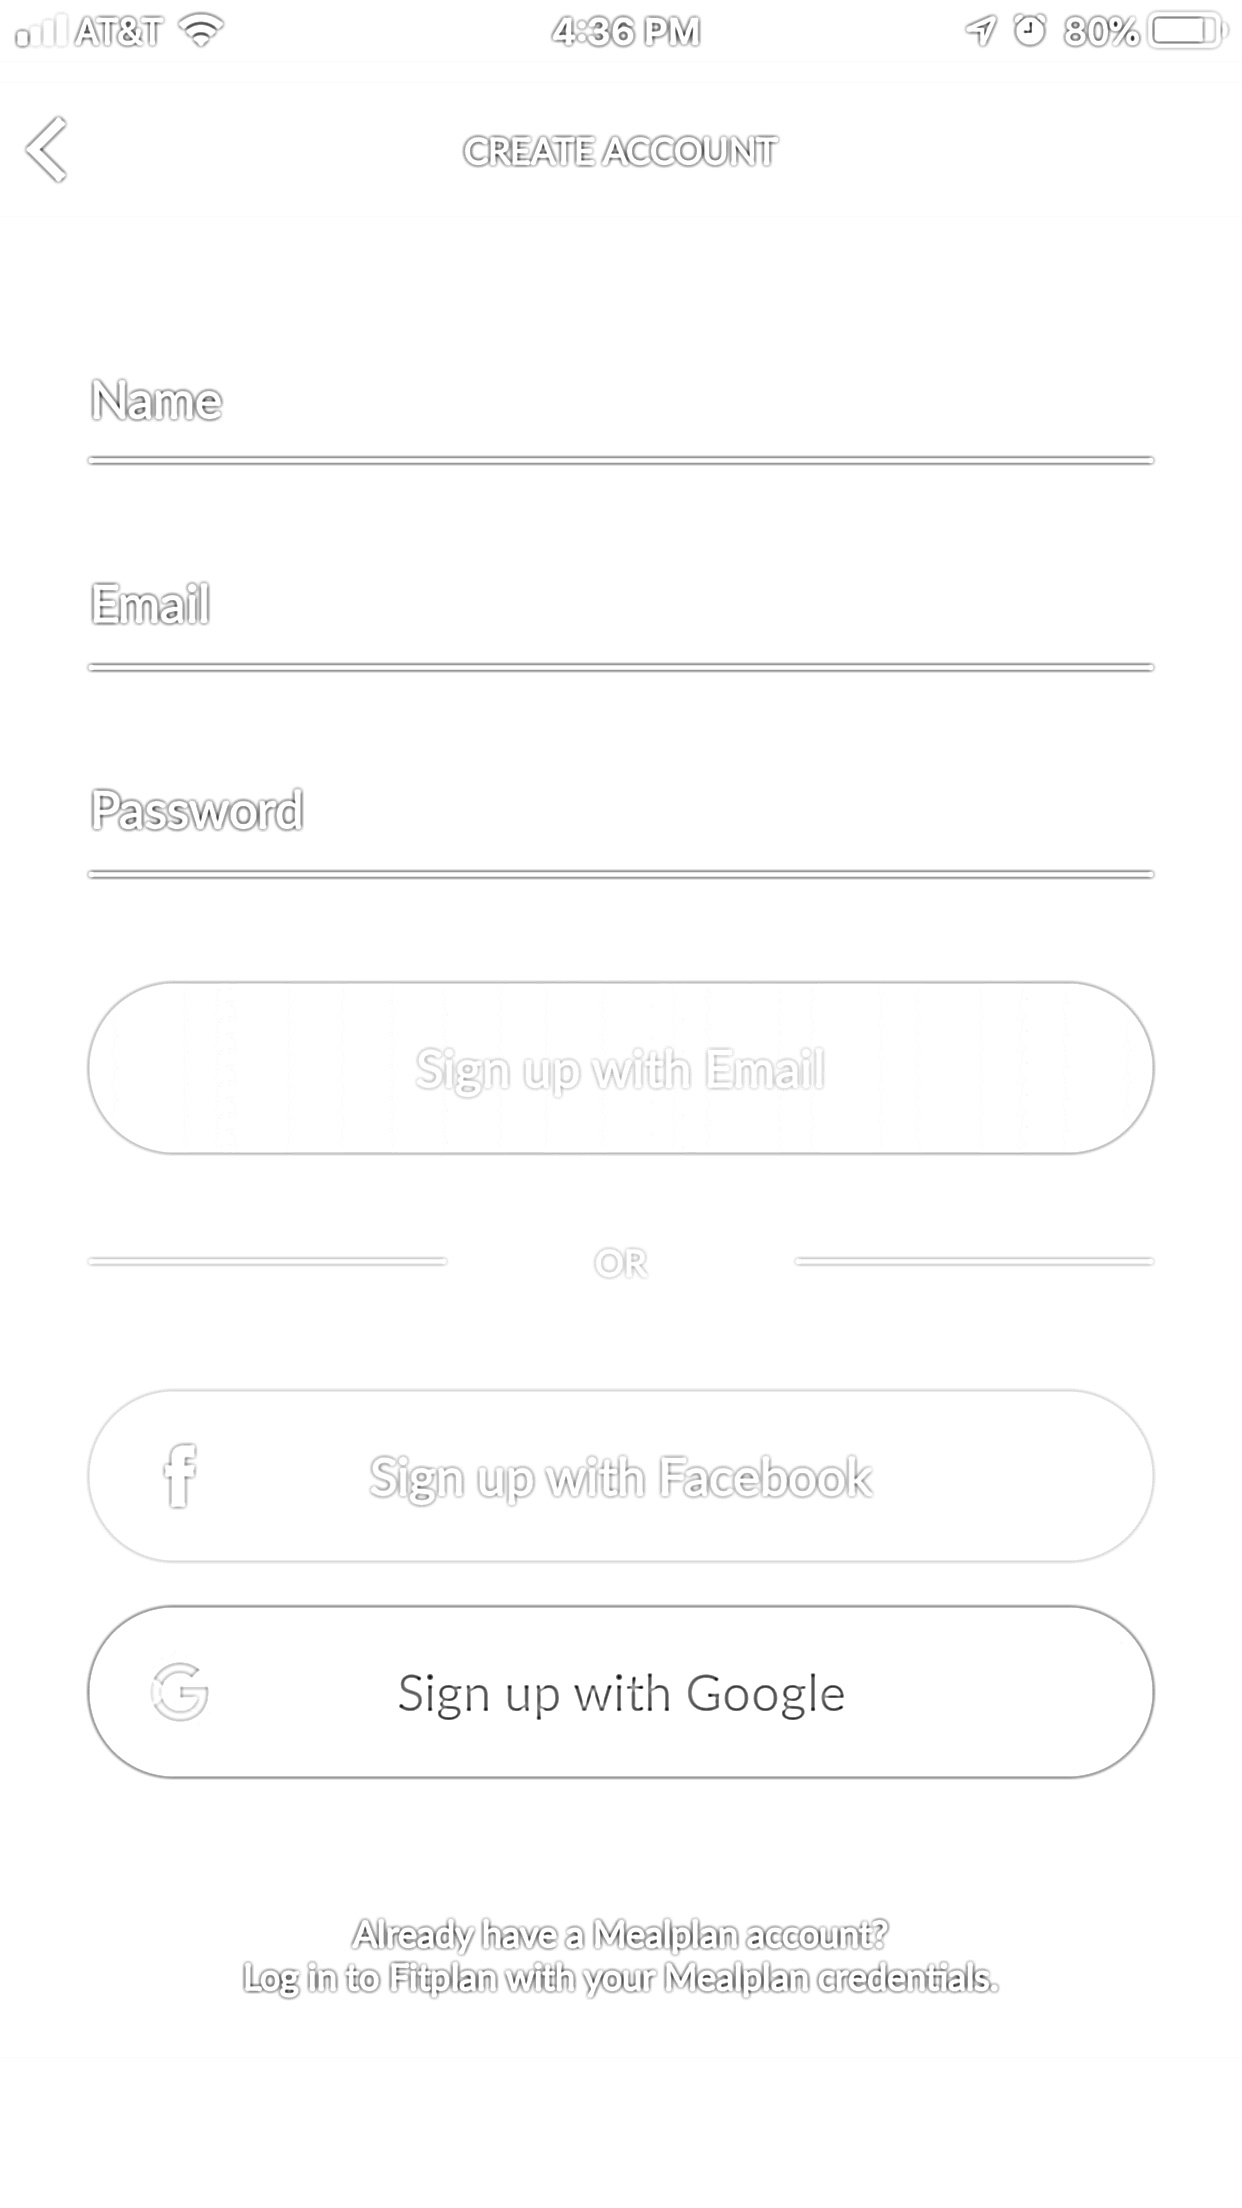 AT&T 4:36 PM 80%
CREATE ACCOUNT
Name
Email
Password
Sign up with Email
OR
f Sign up with Facebook
G Sign up with Google
Already have a Mealplan account?
Log in to Fitplan with your Mealplan credentials.